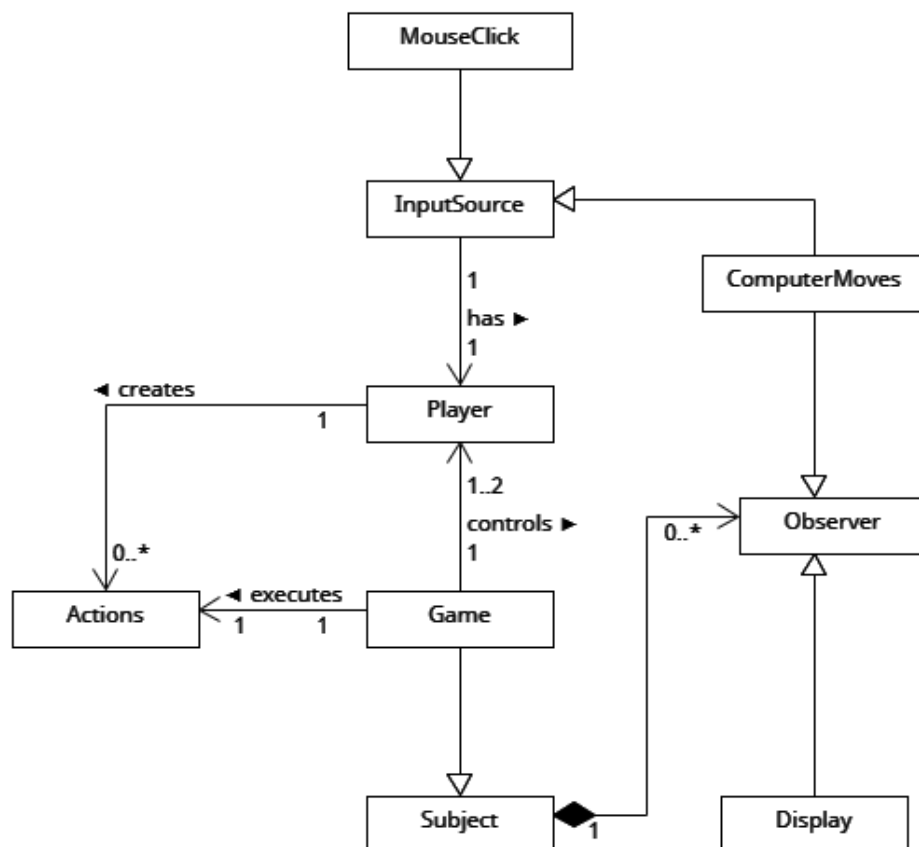 MouseClick
InputSource
ComputerMoves
1
has ►
1
◄ creates
Player
1
1..2
Observer
controls ►
0..*
0..*
1
◄ executes
Actions
Game
1
1
Subject
Display
1